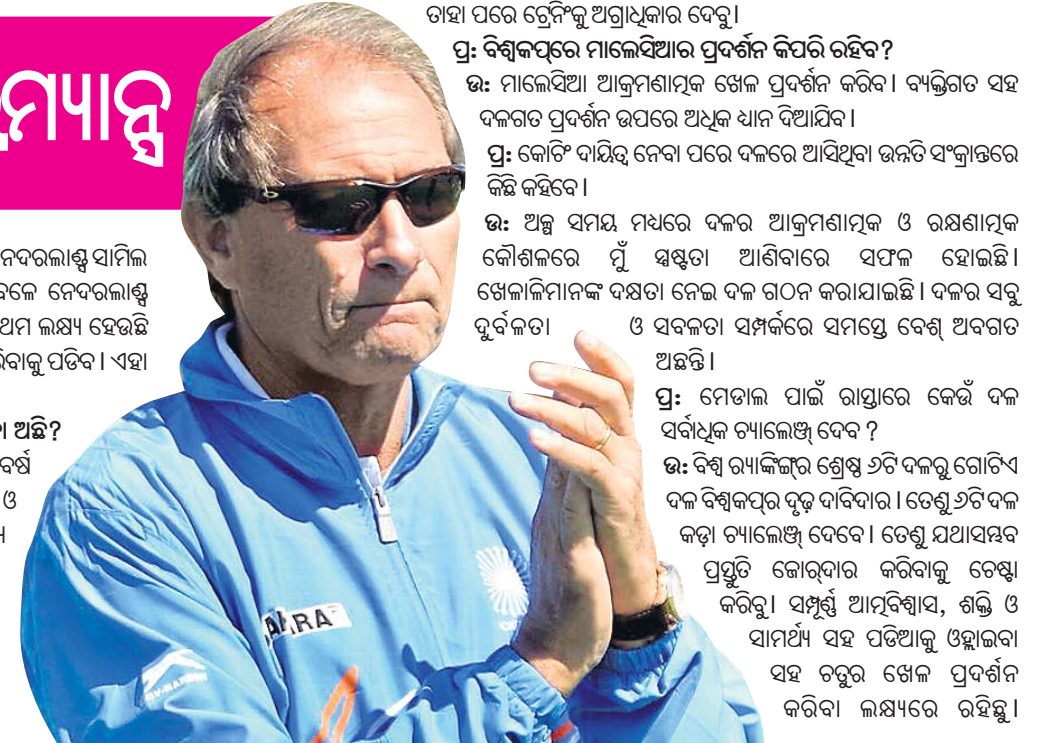 ମ୍ୟାନ୍ସ
ନେଦରଲାଣ୍ଡ ସାମିଲ
ନେଦରଲାଣ୍ଡ
ଲକ୍ଷ୍ୟ ହେଉଛି
ପଡିବ। ଏହା
ଅଛି?
ବର୍ଷ
ଓ
ତାହା ପରେ ଟ୍ରେନିଂକୁ ଅଗ୍ରାଧିକାର ଦେବୁ।
ପ୍ର: ବିଶ୍ୱକପ୍‌ରେ ମାଲେସିଆର ପ୍ରଦର୍ଶନ କିପରି ରହିବ?
ଉ: ମାଲେସିଆ ଆକ୍ରମଣାତ୍ମକ ଖେଳ ପ୍ରଦର୍ଶନ କରିବ। ବ୍ୟକ୍ତିଗତ ସହ
ଦଳଗତ ପ୍ରଦର୍ଶନ ଉପରେ ଅଧିକ ଧ୍ୟାନ ଦିଆଯିବ।
ପ୍ର: କୋଚିଂ ଦାୟିତ୍ୱ ନେବା ପରେ ଦଳରେ ଆସିଥିବା ଉନ୍ନତି ସଂକ୍ରାନ୍ତରେ
କିଛି କହିବେ।
ଉ: ଅଳ୍ପ ସମୟ ମଧ୍ୟରେ ଦଳର ଆକ୍ରମଣାତ୍ମକ ଓ ରକ୍ଷଣାତ୍ମକ
କୌଶଳରେ ମୁଁ ସ୍ପଷ୍ଟତା ଆଣିବାରେ ସଫଳ ହୋଇଛି।
ଖେଳାଳିମାନଙ୍କ ଦକ୍ଷତା ନେଇ ଦଳ ଗଠନ କରାଯାଇଛି। ଦଳର ସବୁ
ଦୁର୍ବଳତା ଓ ସବଳତା ସମ୍ପର୍କରେ ସମସ୍ତେ ବେଶ୍ ଅବଗତ
ଅଛନ୍ତି।
ପ୍ର: ମେଡାଲ ପାଇଁ ରାସ୍ତାରେ କେଉଁ ଦଳ
ସର୍ବାଧିକ ଚ୍ୟାଲେଞ୍ଜ୍ ଦେବ?
ଉ: ବିଶ୍ୱ ର‌୍ୟାଙ୍କିଙ୍ଗ୍‌ର ଶ୍ରେଷ୍ଠ ୬ଟି ଦଳରୁ ଗୋଟିଏ
ଦଳ ବିଶ୍ୱକପ୍‌ର ଦୃଢ଼ ଦାବିଦାର। ତେଣୁ ୬ଟି ଦଳ
କଡ଼ା ଚ୍ୟାଲେଞ୍ଜ୍ ଦେବେ। ତେଣୁ ଯଥାସମ୍ଭବ
ପ୍ରସ୍ତୁତି ଜୋର୍‌ଦାର କରିବାକୁ ଚେଷ୍ଟା
କରିବୁ। ସମ୍ପୂର୍ଣ୍ଣ ଆତ୍ମବିଶ୍ୱାସ, ଶକ୍ତି ଓ
ସାମର୍ଥ୍ୟ ସହ ପଡିଆକୁ ଓହ୍ଲାଇବା
ସହ ଚତୁର ଖେଳ ପ୍ରଦର୍ଶନ
କରିବା ଲକ୍ଷ୍ୟରେ ରହିଛୁ।